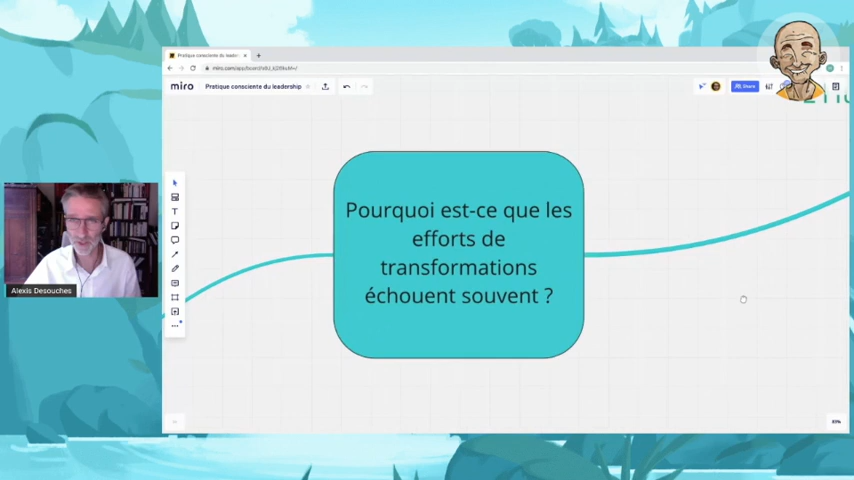 Pratique consciente du leaders
miro
Pratique consciente du leadership
Share
Pourquoi est-ce que les
efforts de
transformations
échouent souvent ?
Alexis Desouches